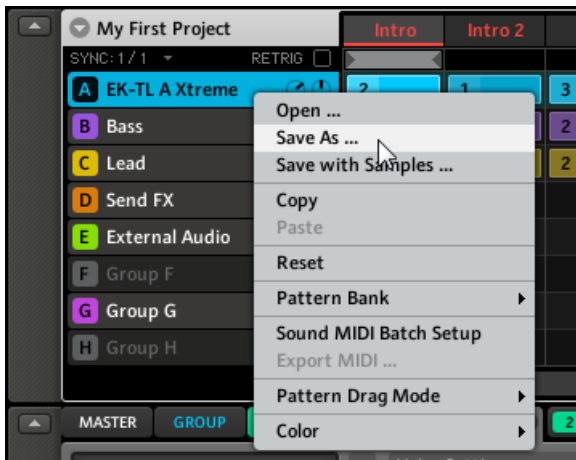 My First Project
Intro
Intro 2
SYNC: 1 / 1
RETRIG
A EK-TL A Xtreme
2
1
3
B Bass
2
C Lead
2
D Send FX
E External Audio
F Group F
G Group G
H Group H
Open ...
Save As ...
Save with Samples ...
Copy
Paste
Reset
Pattern Bank
Sound MIDI Batch Setup
Export MIDI ...
Pattern Drag Mode
Color
MASTER
GROUP
2